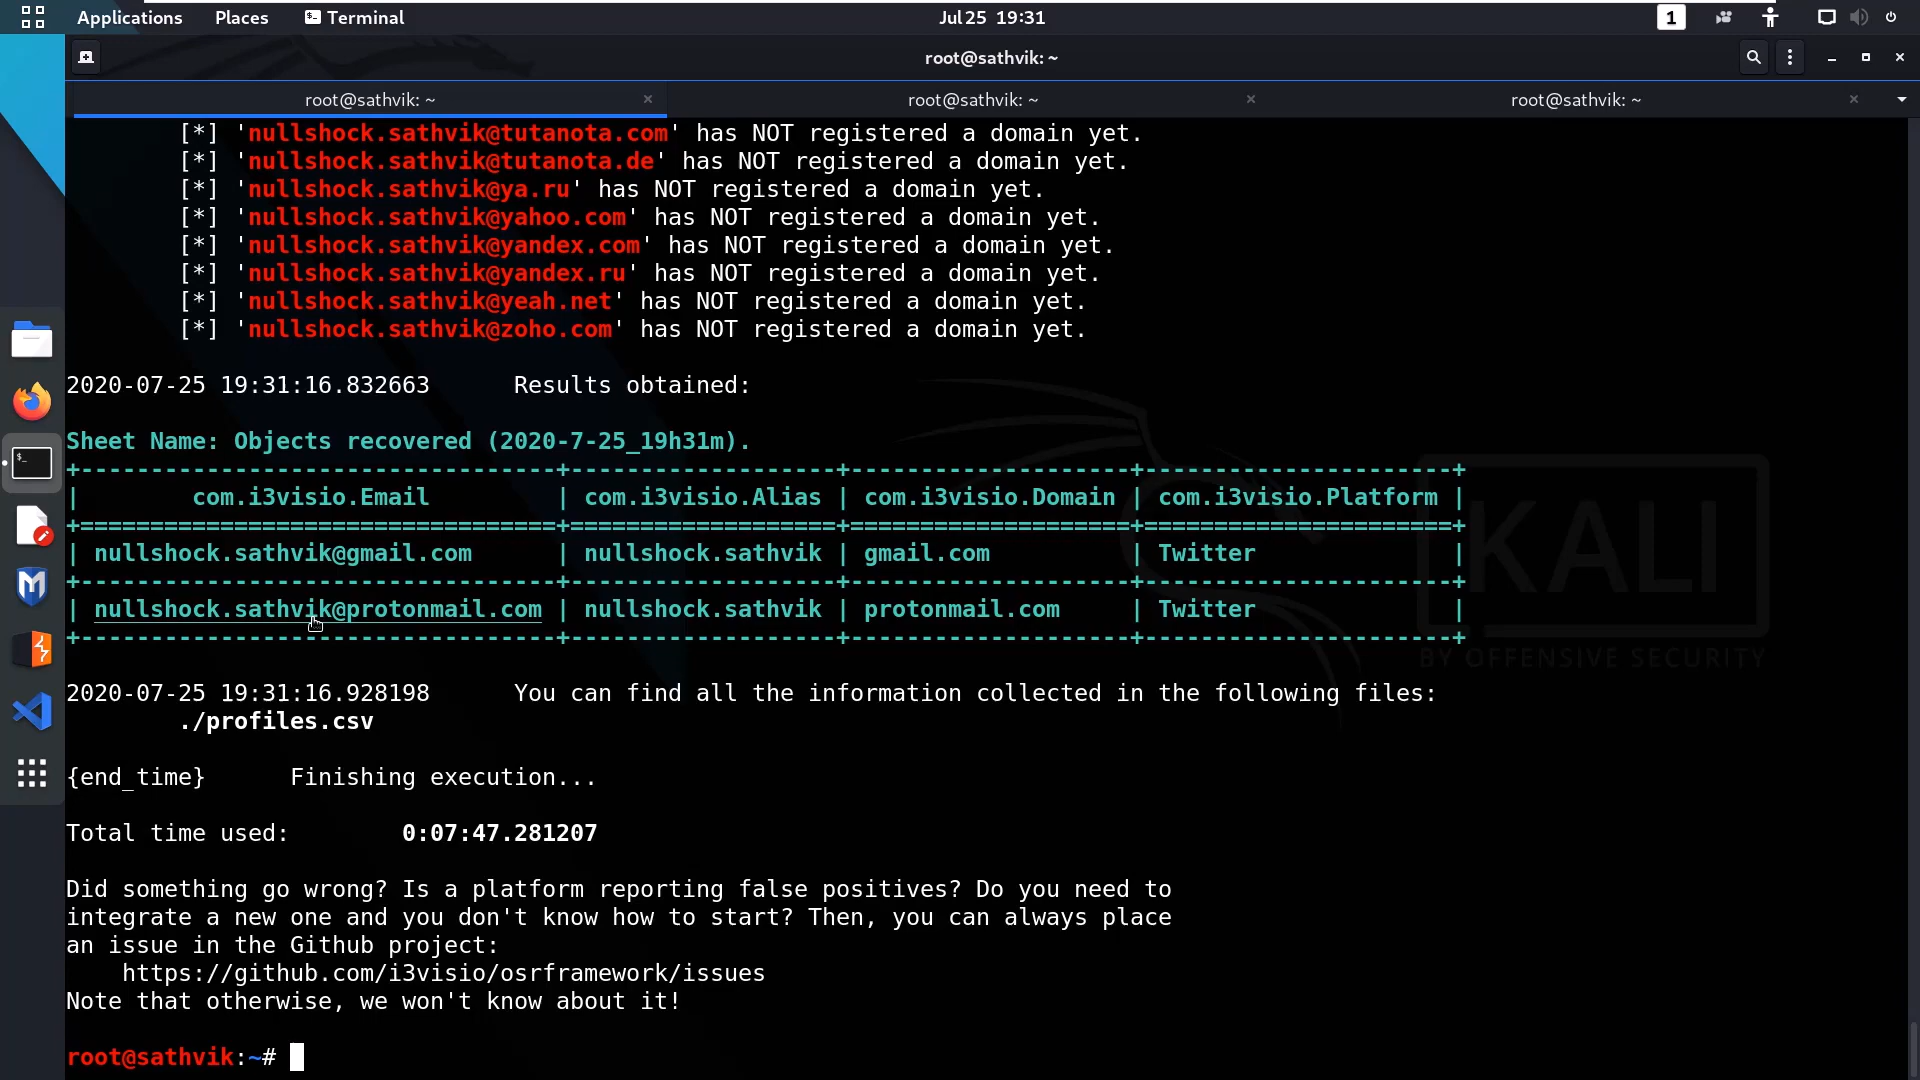 Applications Places Terminal Jul 25 19:31 1
root@sathvik: ~
root@sathvik: ~ × root@sathvik: ~ × root@sathvik: ~ ×
[*] 'nullshock.sathvik@tutanota.com' has NOT registered a domain yet.
[*] 'nullshock.sathvik@tutanota.de' has NOT registered a domain yet.
[*] 'nullshock.sathvik@ya.ru' has NOT registered a domain yet.
[*] 'nullshock.sathvik@yahoo.com' has NOT registered a domain yet.
[*] 'nullshock.sathvik@yandex.com' has NOT registered a domain yet.
[*] 'nullshock.sathvik@yandex.ru' has NOT registered a domain yet.
[*] 'nullshock.sathvik@yeah.net' has NOT registered a domain yet.
[*] 'nullshock.sathvik@zoho.com' has NOT registered a domain yet.
2020-07-25 19:31:16.832663 Results obtained:
Sheet Name: Objects recovered (2020-7-25_19h31m).
+----------------------------------+-------------------+--------------------+----------------------+
| com.i3visio.Email | com.i3visio.Alias | com.i3visio.Domain | com.i3visio.Platform |
+==================================+===================+====================+======================+
| nullshock.sathvik@gmail.com | nullshock.sathvik | gmail.com | Twitter |
+----------------------------------+-------------------+--------------------+----------------------+
| nullshock.sathvik@protonmail.com | nullshock.sathvik | protonmail.com | Twitter |
+----------------------------------+-------------------+--------------------+----------------------+
KALI
BY OFFENSIVE SECURITY
2020-07-25 19:31:16.928198 You can find all the information collected in the following files:
./profiles.csv
{end_time} Finishing execution...
Total time used: 0:07:47.281207
Did something go wrong? Is a platform reporting false positives? Do you need to
integrate a new one and you don't know how to start? Then, you can always place
an issue in the Github project:
https://github.com/i3visio/osrframework/issues
Note that otherwise, we won't know about it!
root@sathvik:~#